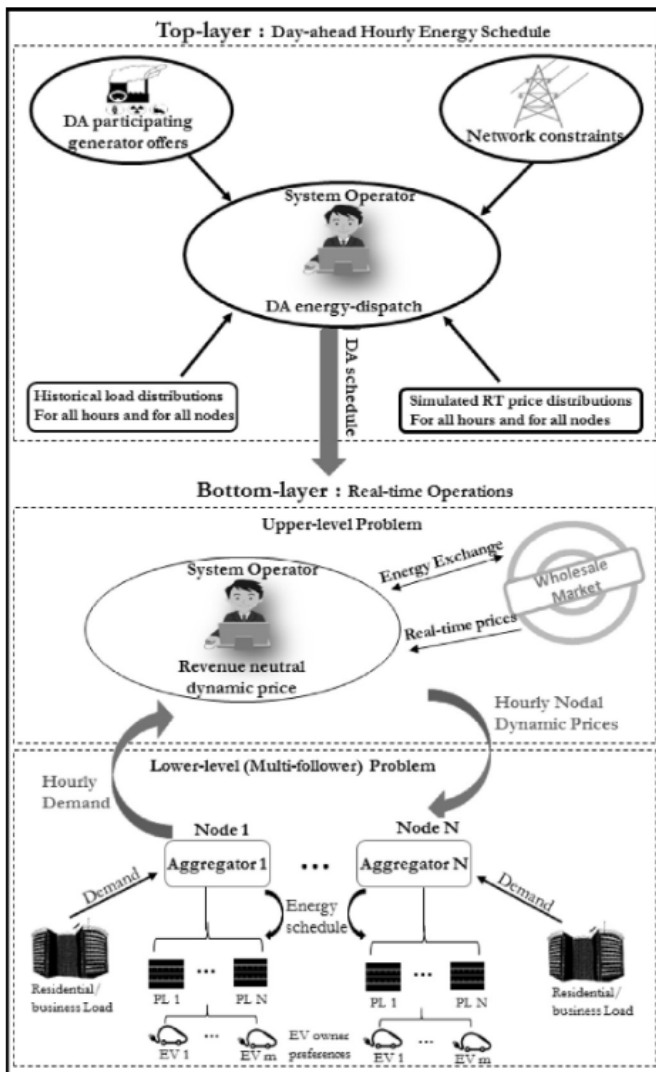 Top-layer : Day-ahead Hourly Energy Schedule
DA participating
generator offers
Network constraints
System Operator
DA energy-dispatch
Historical load distributions
For all hours and for all nodes
DA schedule
Simulated RT price distributions
For all hours and for all nodes
Bottom-layer : Real-time Operations
Upper-level Problem
System Operator
Revenue neutral
dynamic price
Energy Exchange
Real-time prices
Wholesale
Market
Hourly Nodal
Dynamic Prices
Hourly
Demand
Lower-level (Multi-follower) Problem
Node 1
Aggregator 1
...
Node N
Aggregator N
Demand
Demand
Energy
schedule
Residential/
business Load
PL 1
...
PL N
PL 1
...
PL N
Residential/
business Load
EV 1
...
EV m
EV owner
preferences
EV 1
...
EV m